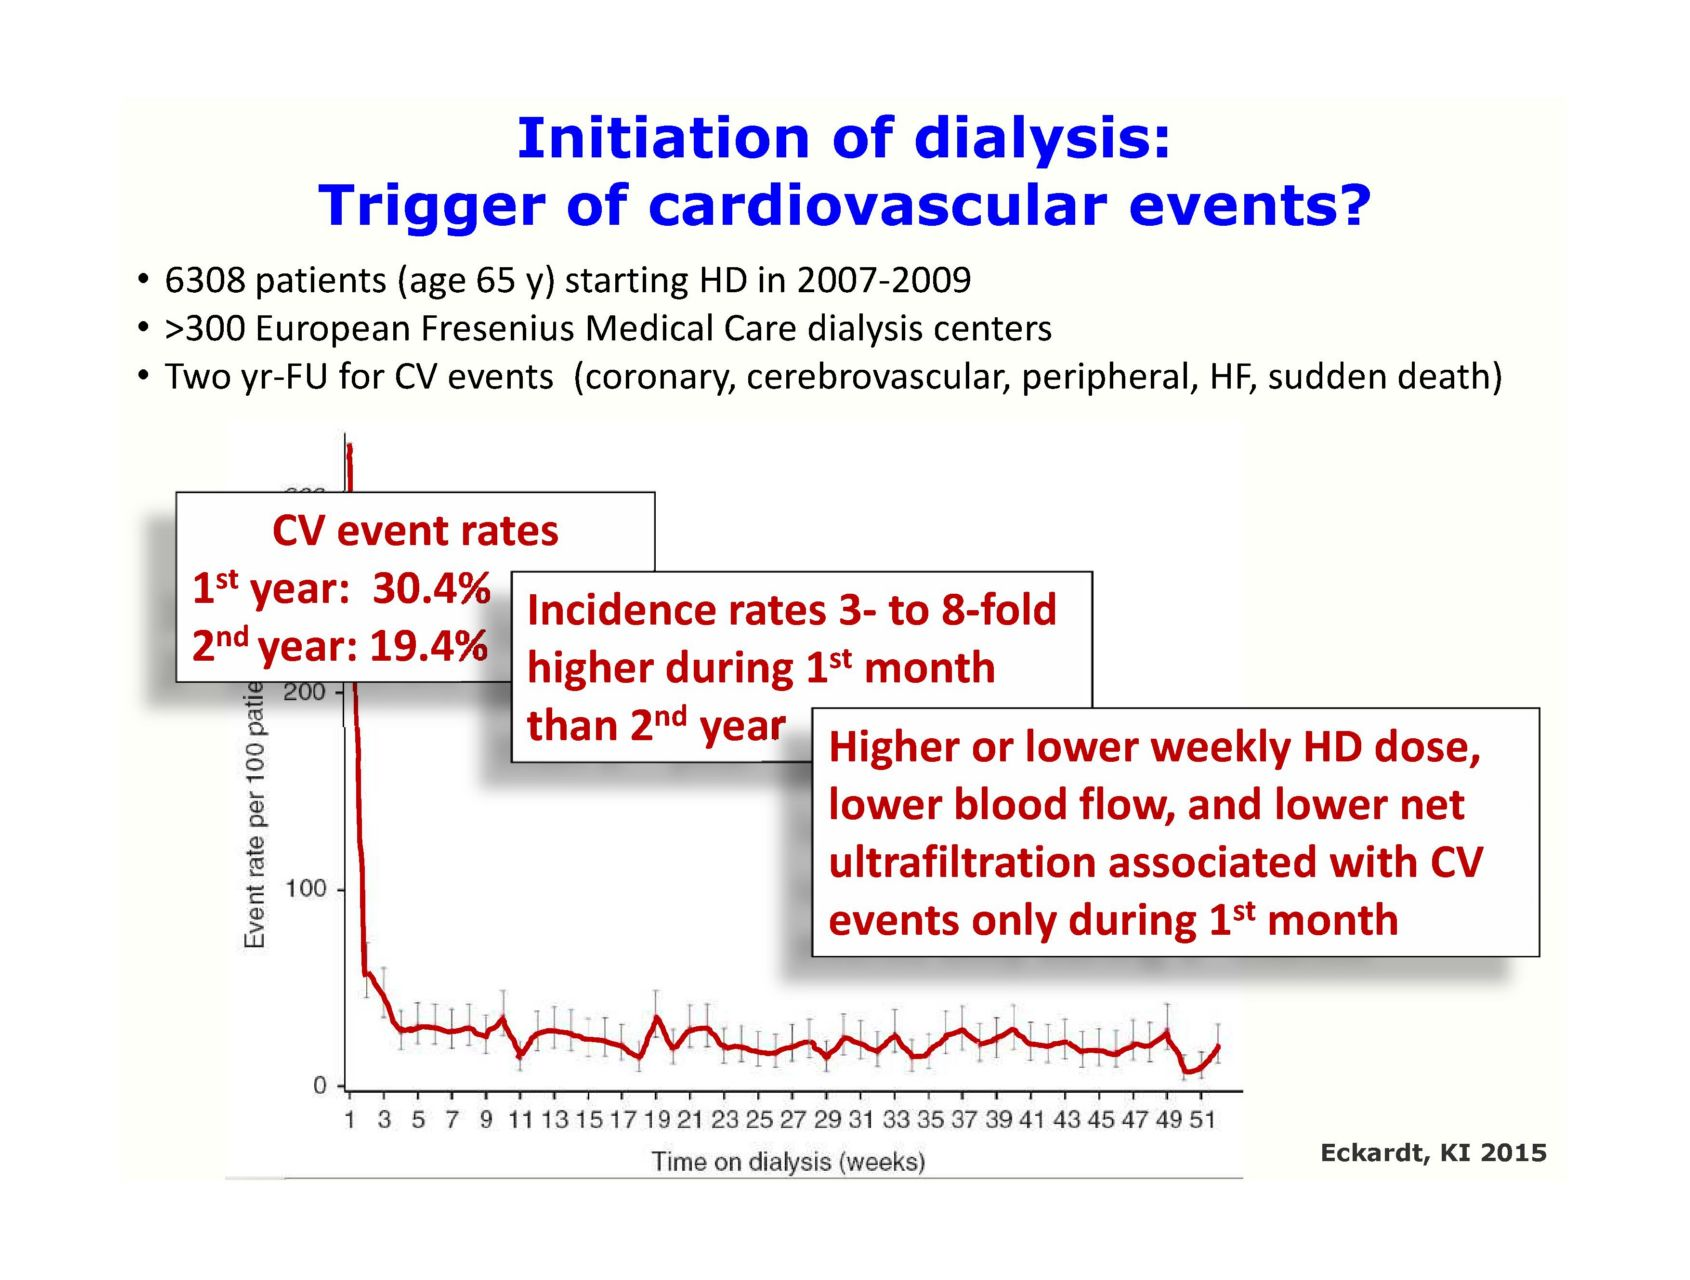 Initiation of dialysis:
Trigger of cardiovascular events?
• 6308 patients (age 65 y) starting HD in 2007-2009
• >300 European Fresenius Medical Care dialysis centers
• Two yr-FU for CV events (coronary, cerebrovascular, peripheral, HF, sudden death)
CV event rates
1st year: 30.4%
2nd year: 19.4%
Incidence rates 3- to 8-fold
higher during 1st month
than 2nd year
Higher or lower weekly HD dose,
lower blood flow, and lower net
ultrafiltration associated with CV
events only during 1st month
Event rate per 100
200
100
0
1 3 5 7 9 11 13 15 17 19 21 23 25 27 29 31 33 35 37 39 41 43 45 47 49 51
Time on dialysis (weeks)
Eckardt, KI 2015